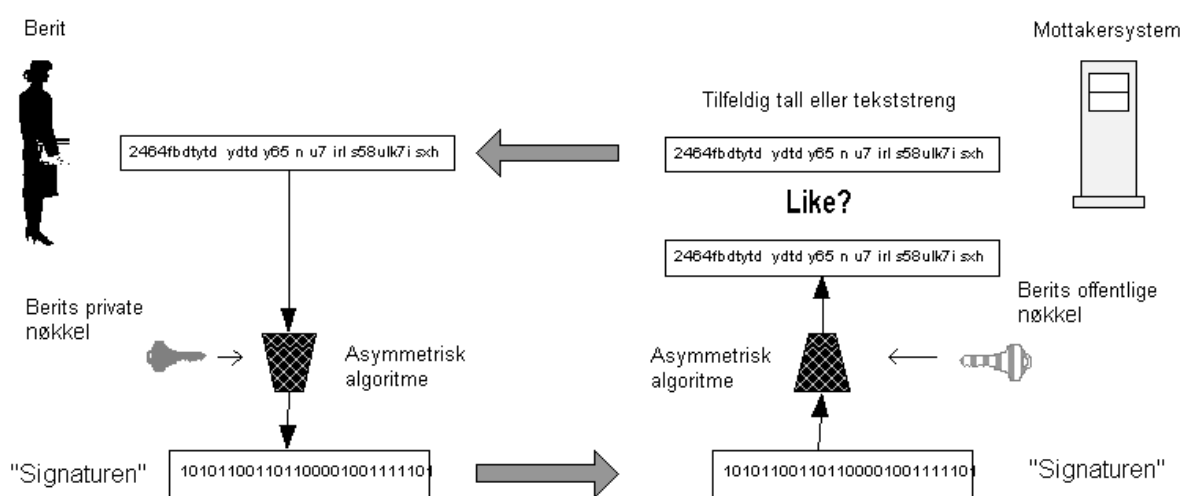 Berit
Mottakersystem
Tilfeldig tall eller tekststreng
2464fbdtytd ydtd y65 n u7 irl s58ulk7i sxh
2464fbdtytd ydtd y65 n u7 irl s58ulk7i sxh
Like?
2464fbdtytd ydtd y65 n u7 irl s58ulk7i sxh
Berits private
nøkkel
Asymmetrisk
algoritme
Asymmetrisk
algoritme
Berits offentlige
nøkkel
"Signaturen"
101011001101100001001111101
101011001101100001001111101
"Signaturen"